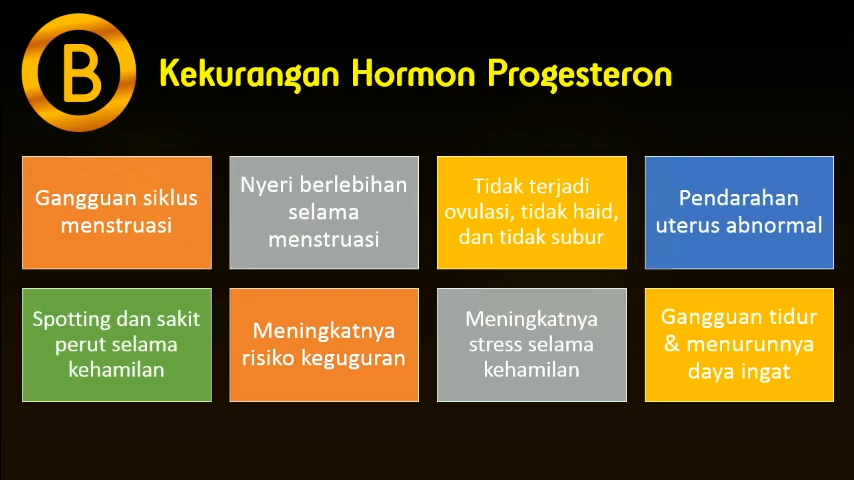 B
Kekurangan Hormon Progesteron
Gangguan siklus
menstruasi
Nyeri berlebihan
selama
menstruasi
Tidak terjadi
ovulasi, tidak haid,
dan tidak subur
Pendarahan
uterus abnormal
Spotting dan sakit
perut selama
kehamilan
Meningkatnya
risiko keguguran
Meningkatnya
stress selama
kehamilan
Gangguan tidur
& menurunnya
daya ingat